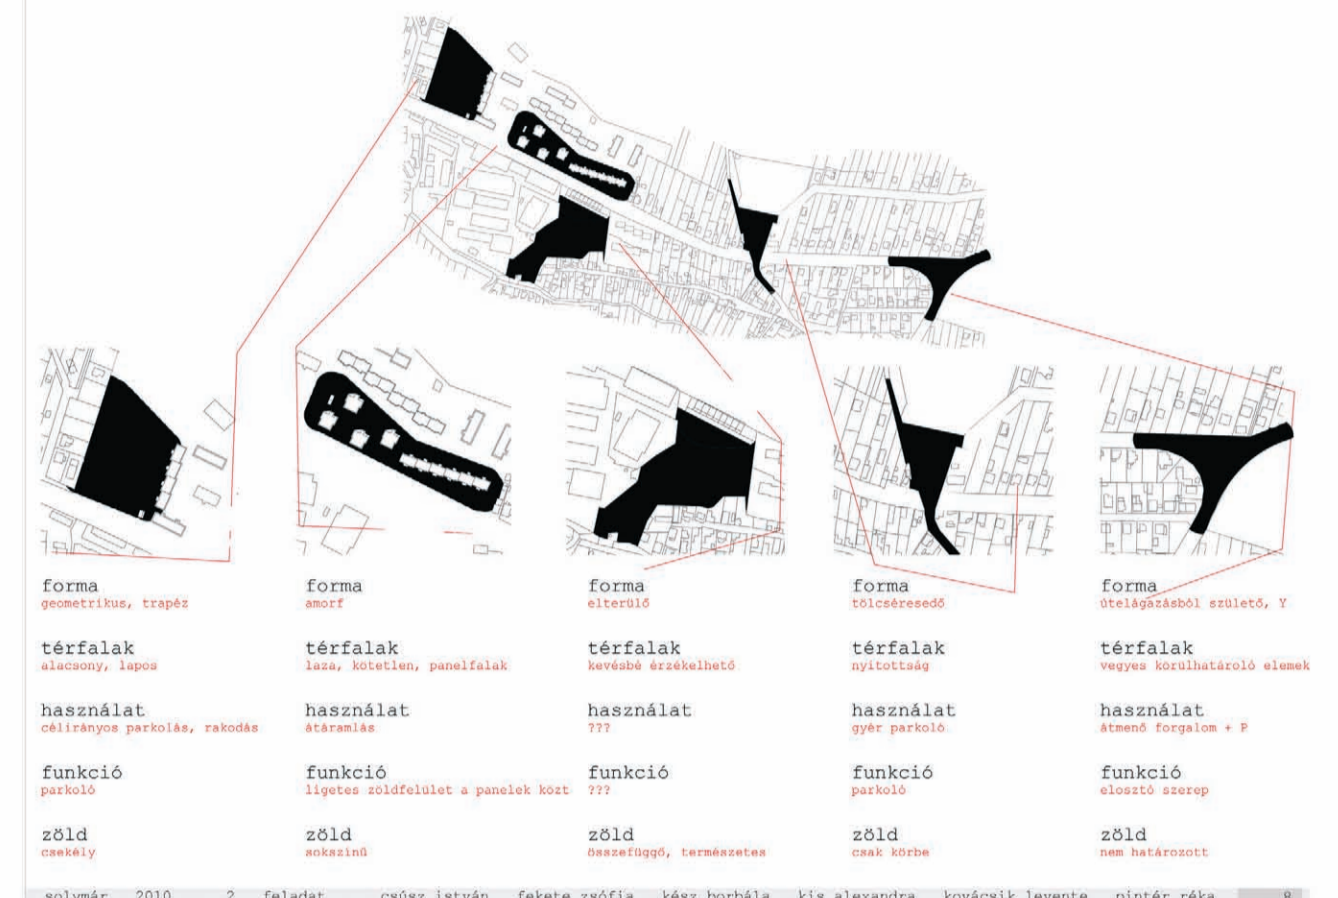 forma
geometrikus, trapéz
térfalak
alacsony, lapos
használat
célirányos parkolás, rakodás
funkció
parkoló
zöld
csekély
forma
amorf
térfalak
laza, kötetlen, panelfalak
használat
átáramlás
funkció
ligetes zöldfelület a panelek közt
zöld
sokszínű
forma
elterülő
térfalak
kevésbé érzékelhető
használat
???
funkció
???
zöld
összefüggő, természetes
forma
tölcséresedő
térfalak
nyitottság
használat
gyér parkoló
funkció
parkoló
zöld
csak körbe
forma
útelágazásból születő, Y
térfalak
vegyes körülhatároló elemek
használat
átmenő forgalom + P
funkció
elosztó szerep
zöld
nem határozott
solymár 2010 2 feladat csúsz istván fekete zsófia kész borbála kis alexandra kovácsik levente pintér réka